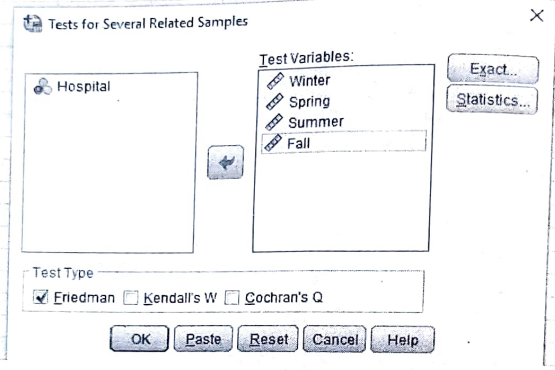 Tests for Several Related Samples
Test Variables:
Hospital
Winter
Spring
Summer
Fall
Exact...
Statistics...
Test Type
Friedman Kendall's W Cochran's Q
OK Paste Reset Cancel Help